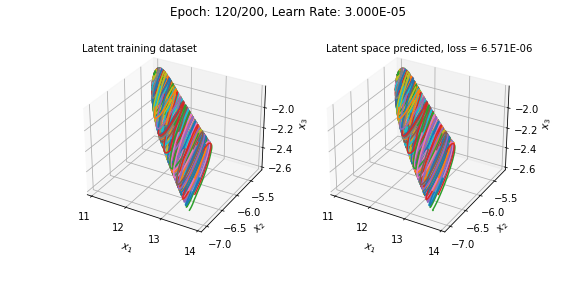 Epoch: 120/200, Learn Rate: 3.000E-05
Latent training dataset
Latent space predicted, loss = 6.571E-06
−2.0
−2.2
−2.4
−2.6
x₃
11
12
13
14
x₁
−7.0
−6.5
−6.0
−5.5
x₂
−2.0
−2.2
−2.4
−2.6
x₃
11
12
13
14
x₁
−7.0
−6.5
−6.0
−5.5
x₂